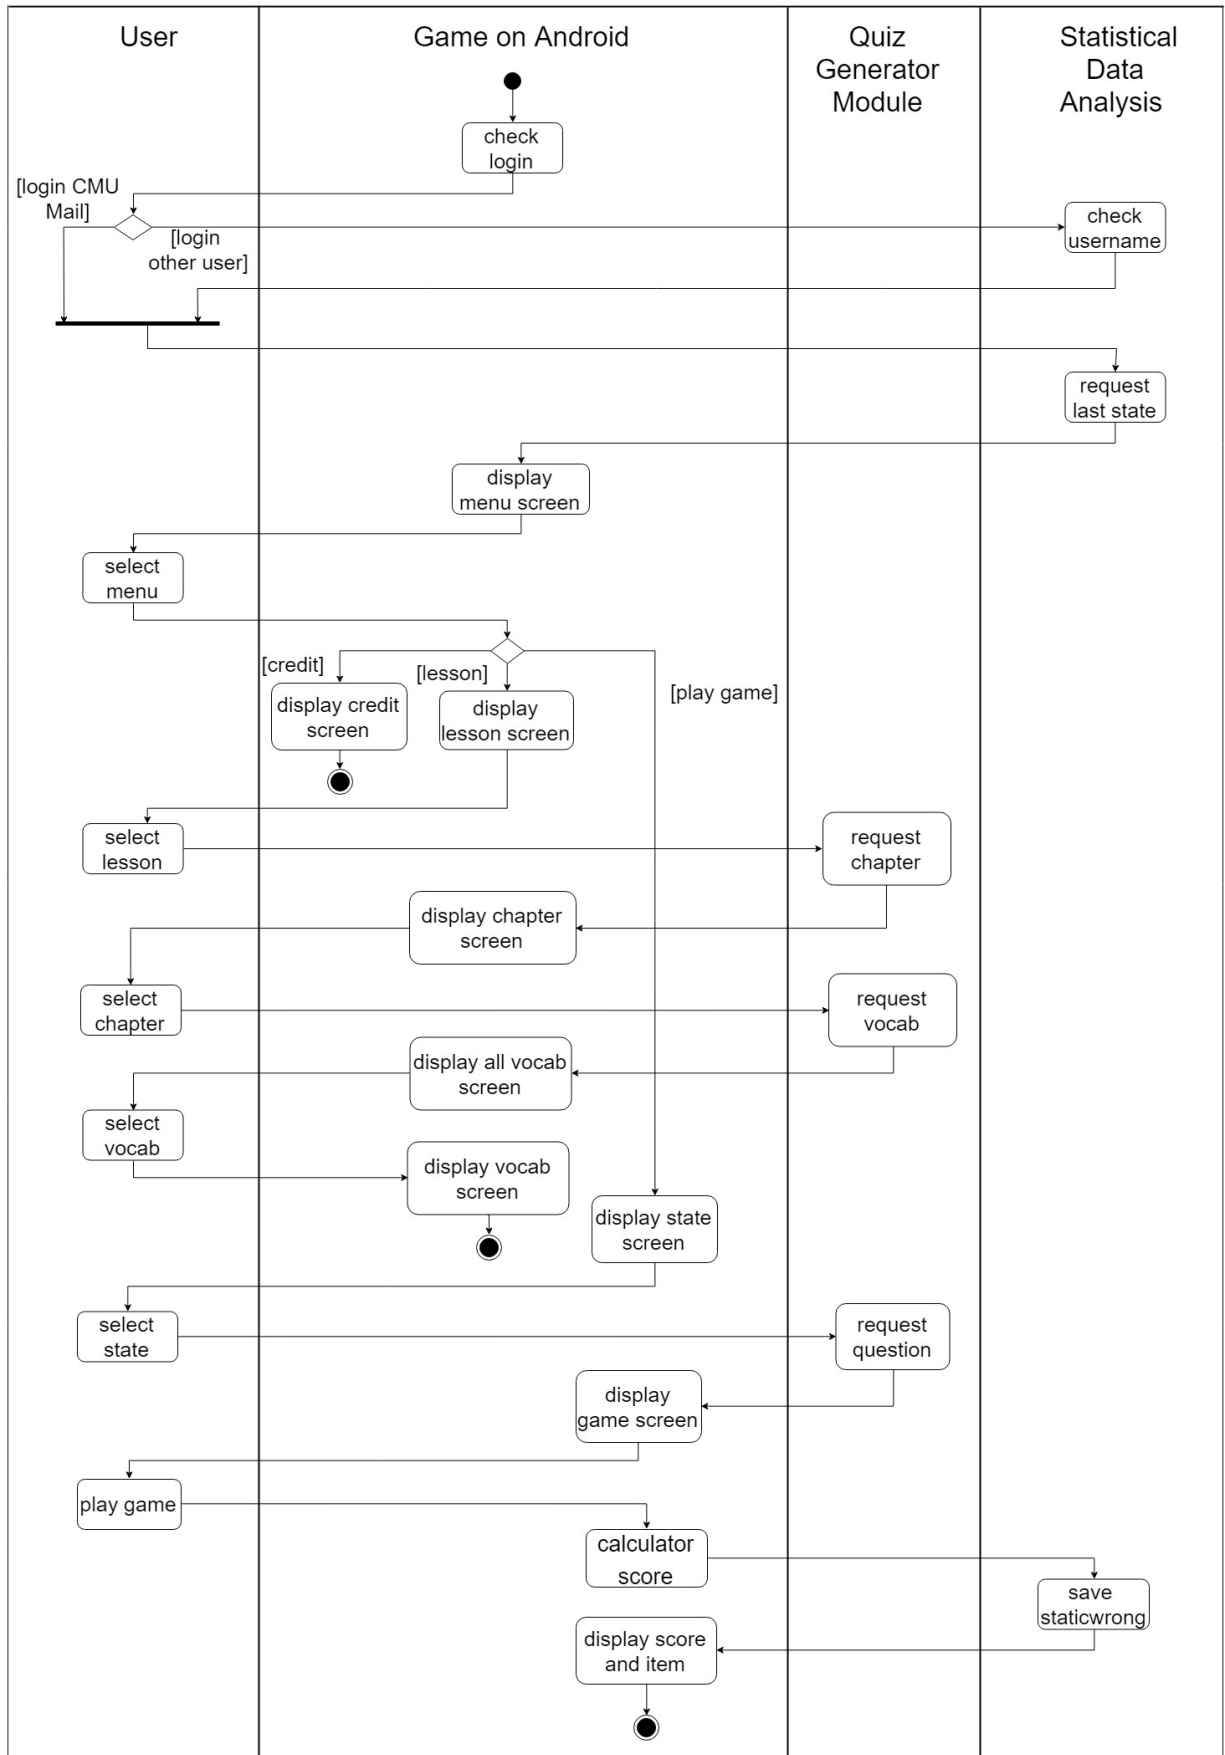 User
Game on Android
Quiz
Generator
Module
Statistical
Data
Analysis
check
login
[login CMU
Mail]
[login
other user]
check
username
request
last state
display
menu screen
select
menu
[credit]
[lesson]
[play game]
display credit
screen
display
lesson screen
select
lesson
request
chapter
display chapter
screen
select
chapter
request
vocab
display all vocab
screen
select
vocab
display vocab
screen
display state
screen
select
state
request
question
display
game screen
play game
calculator
score
save
staticwrong
display score
and item